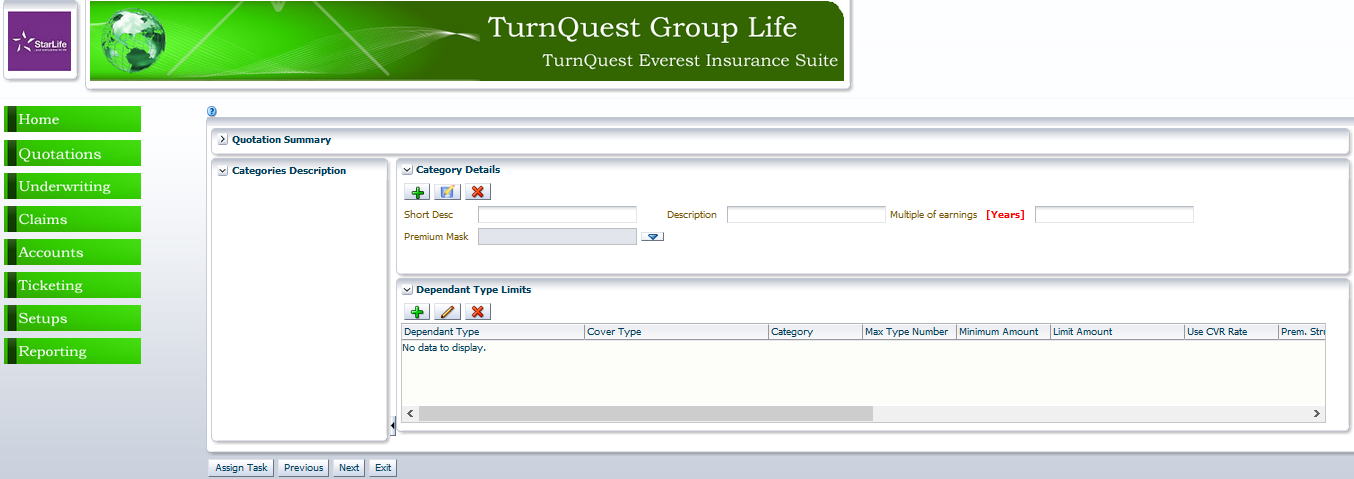 StarLife
TurnQuest Group Life
TurnQuest Everest Insurance Suite
Home
Quotations
Underwriting
Claims
Accounts
Ticketing
Setups
Reporting
?
Quotation Summary
Categories Description
Category Details
Short Desc Description Multiple of earnings [Years]
Premium Mask
Dependant Type Limits
Dependant Type Cover Type Category Max Type Number Minimum Amount Limit Amount Use CVR Rate Prem. Stru
No data to display.
Assign Task Previous Next Exit